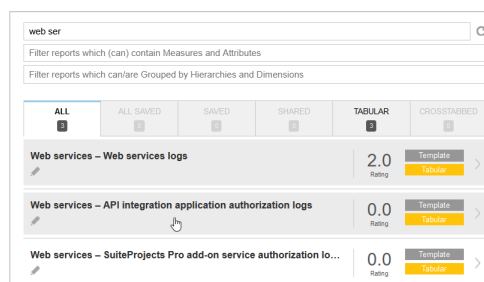 web ser
Filter reports which (can) contain Measures and Attributes
Filter reports which can/are Grouped by Hierarchies and Dimensions
ALL ALL SAVED SAVED SHARED TABULAR CROSSTABBED
3 3
Web services – Web services logs
2.0
Rating
Template
Tabular
Web services – API integration application authorization logs
0.0
Rating
Template
Tabular
Web services – SuiteProjects Pro add-on service authorization lo...
0.0
Rating
Template
Tabular